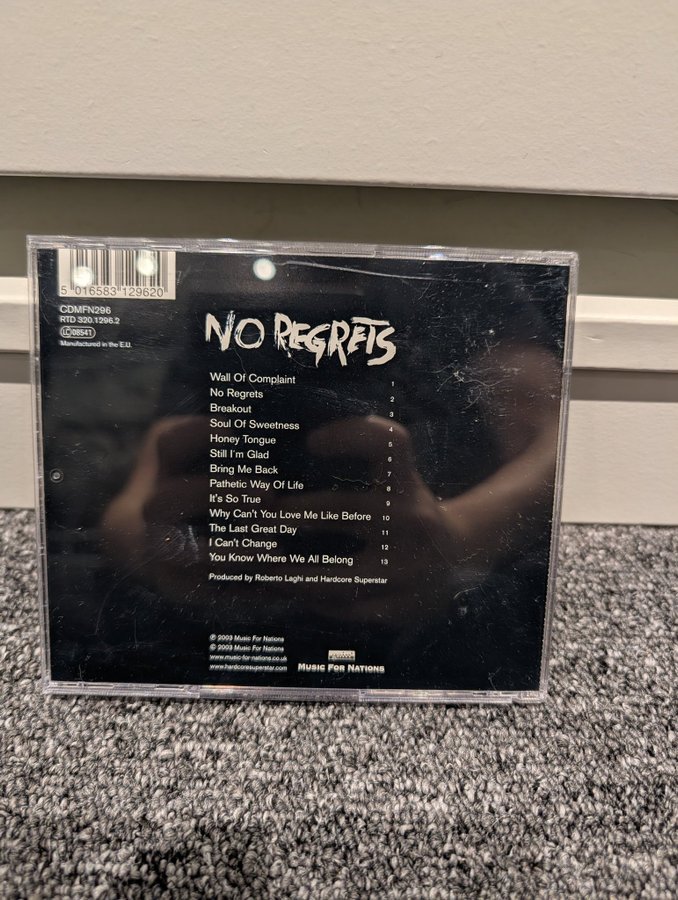 5 016583 129620
CDMFN296
RTD 320.1296.2
LC 08541
Manufactured in the E.U.
NO REGRETS
Wall Of Complaint 1
No Regrets 2
Breakout 3
Soul Of Sweetness 4
Honey Tongue 5
Still I´m Glad 6
Bring Me Back 7
Pathetic Way Of Life 8
It's So True 9
Why Can't You Love Me Like Before 10
The Last Great Day 11
I Can't Change 12
You Know Where We All Belong 13
Produced by Roberto Laghi and Hardcore Superstar
℗ 2003 Music For Nations
© 2003 Music For Nations
www.music-for-nations.co.uk
www.hardcoresuperstar.com
MUSIC FOR NATIONS